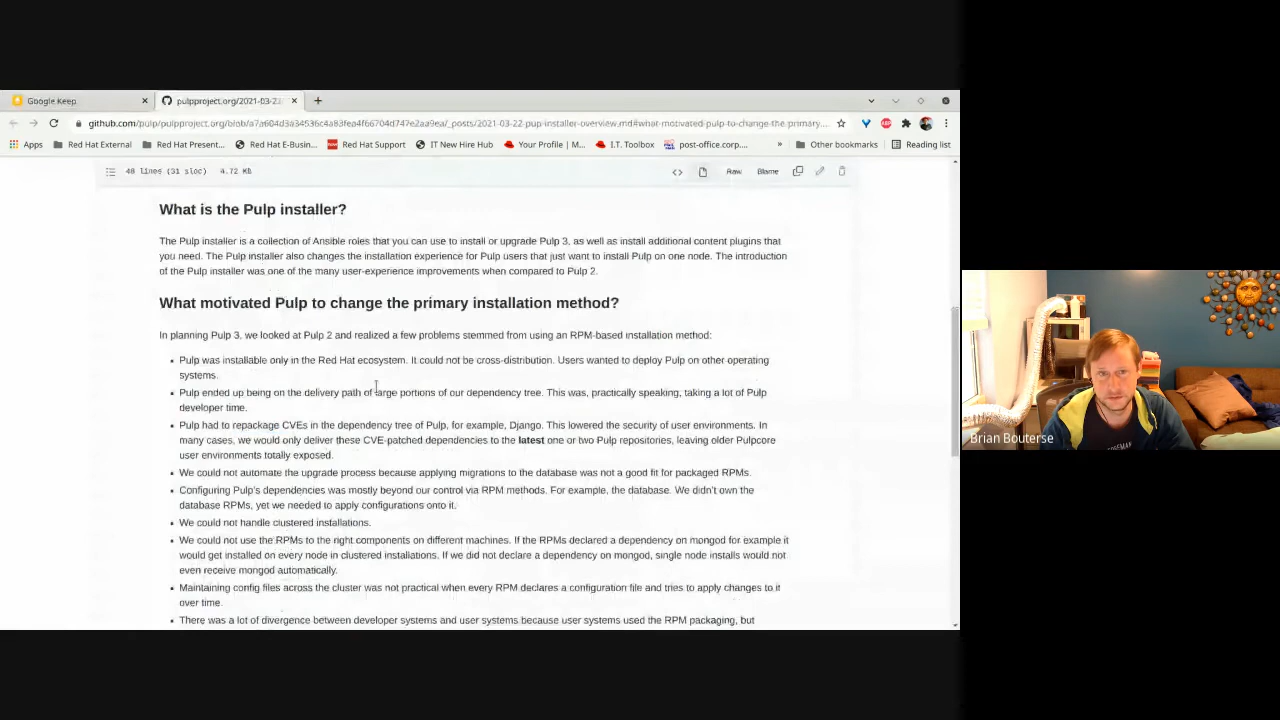 Google Keep
pulpproject.org/2021-03-22
github.com/pulp/pulpproject.org/blob/a7a604d3a34536c4a83fea4f66704d747e2aa9ea/_posts/2021-03-22-pup-installer-overview.md#what-motivated-pulp-to-change-the-primary...
Apps Red Hat External Red Hat Present... Red Hat E-Busin... Red Hat Support IT New Hire Hub Your Profile | M... I.T. Toolbox post-office.corp.... » Other bookmarks Reading list
48 lines (31 sloc) 4.72 KB Raw Blame
What is the Pulp installer?
The Pulp installer is a collection of Ansible roles that you can use to install or upgrade Pulp 3, as well as install additional content plugins that
you need. The Pulp installer also changes the installation experience for Pulp users that just want to install Pulp on one node. The introduction
of the Pulp installer was one of the many user-experience improvements when compared to Pulp 2.
What motivated Pulp to change the primary installation method?
In planning Pulp 3, we looked at Pulp 2 and realized a few problems stemmed from using an RPM-based installation method:
• Pulp was installable only in the Red Hat ecosystem. It could not be cross-distribution. Users wanted to deploy Pulp on other operating
systems.
• Pulp ended up being on the delivery path of large portions of our dependency tree. This was, practically speaking, taking a lot of Pulp
developer time.
• Pulp had to repackage CVEs in the dependency tree of Pulp, for example, Django. This lowered the security of user environments. In
many cases, we would only deliver these CVE-patched dependencies to the latest one or two Pulp repositories, leaving older Pulpcore
user environments totally exposed.
• We could not automate the upgrade process because applying migrations to the database was not a good fit for packaged RPMs.
• Configuring Pulp's dependencies was mostly beyond our control via RPM methods. For example, the database. We didn't own the
database RPMs, yet we needed to apply configurations onto it.
• We could not handle clustered installations.
• We could not use the RPMs to the right components on different machines. If the RPMs declared a dependency on mongod for example it
would get installed on every node in clustered installations. If we did not declare a dependency on mongod, single node installs would not
even receive mongod automatically.
• Maintaining config files across the cluster was not practical when every RPM declares a configuration file and tries to apply changes to it
over time.
• There was a lot of divergence between developer systems and user systems because user systems used the RPM packaging, but
FOREMAN
Brian Bouterse